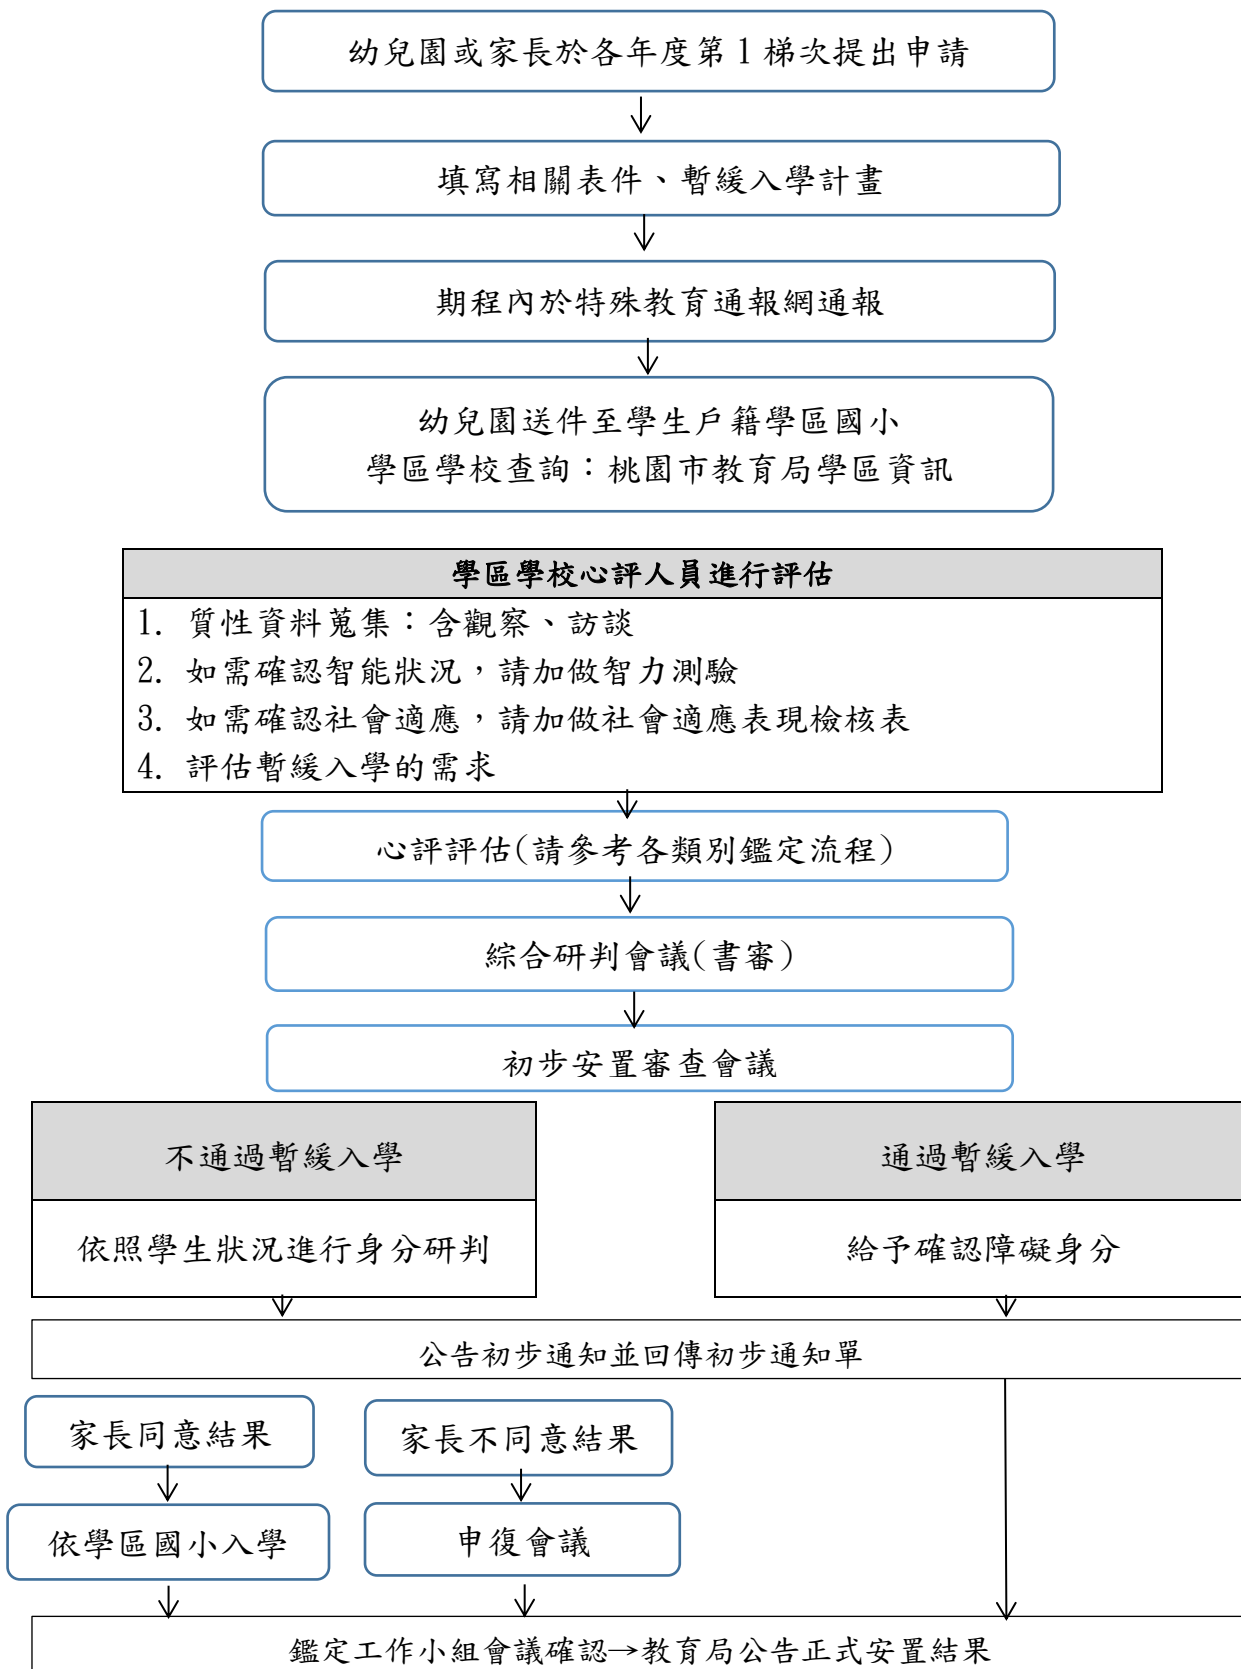 幼兒園或家長於各年度第1梯次提出申請
填寫相關表件、暫緩入學計畫
期程內於特殊教育通報網通報
幼兒園送件至學生戶籍學區國小
學區學校查詢：桃園市教育局學區資訊
學區學校心評人員進行評估
1. 質性資料蒐集：含觀察、訪談
2. 如需確認智能狀況，請加做智力測驗
3. 如需確認社會適應，請加做社會適應表現檢核表
4. 評估暫緩入學的需求
心評評估(請參考各類別鑑定流程)
綜合研判會議(書審)
初步安置審查會議
不通過暫緩入學
依照學生狀況進行身分研判
通過暫緩入學
給予確認障礙身分
公告初步通知並回傳初步通知單
家長同意結果
家長不同意結果
依學區國小入學
申復會議
鑑定工作小組會議確認→教育局公告正式安置結果